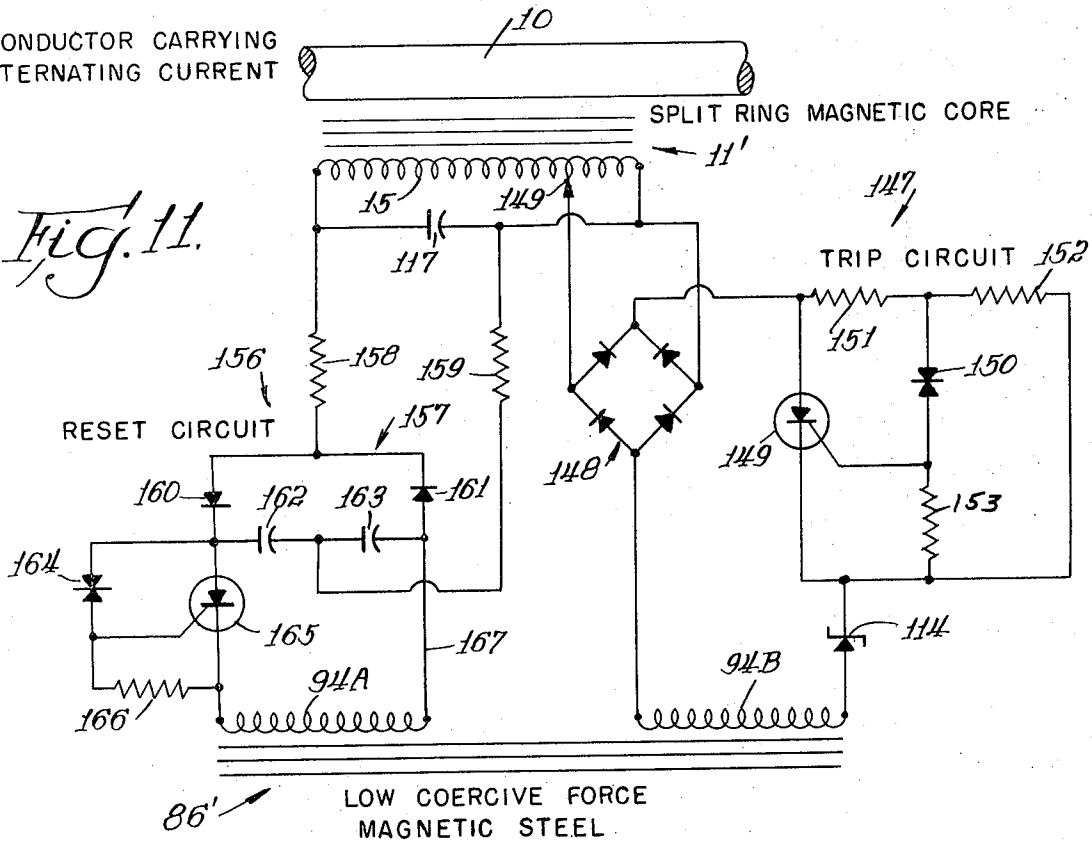 10
ONDUCTOR CARRYING
TERNATING CURRENT
SPLIT RING MAGNETIC CORE
11'
15
149
147
Fig. 11.
117
TRIP CIRCUIT
152
151
156
158
159
150
RESET CIRCUIT
157
149
148
160
162
163
161
153
164
165
167
114
94A
94B
166
86'
LOW COERCIVE FORCE
MAGNETIC STEEL